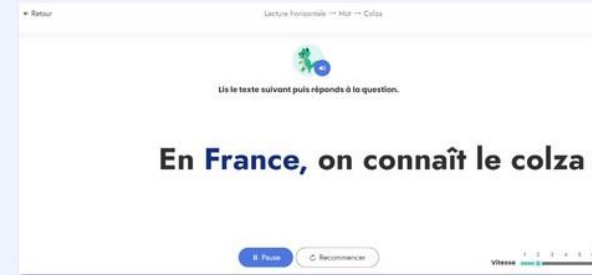 ← Retour
Lecture horizontale — Mot — Colza
Lis le texte suivant puis réponds à la question.
En France, on connaît le colza
Pause
Recommencer
Vitesse
1 2 3 4 5